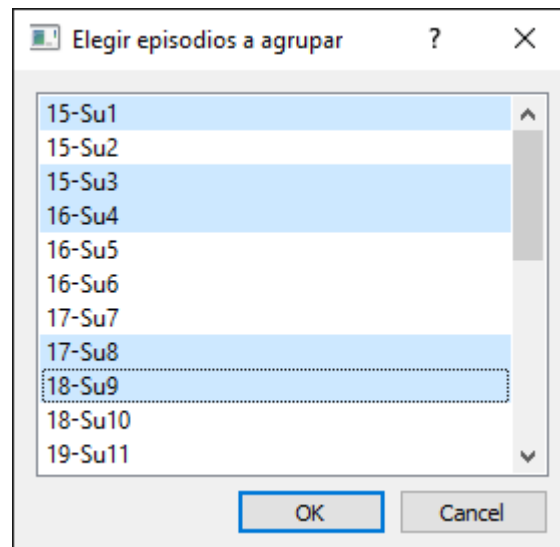 Elegir episodios a agrupar
?
15-Su1
15-Su2
15-Su3
16-Su4
16-Su5
16-Su6
17-Su7
17-Su8
18-Su9
18-Su10
19-Su11
OK
Cancel